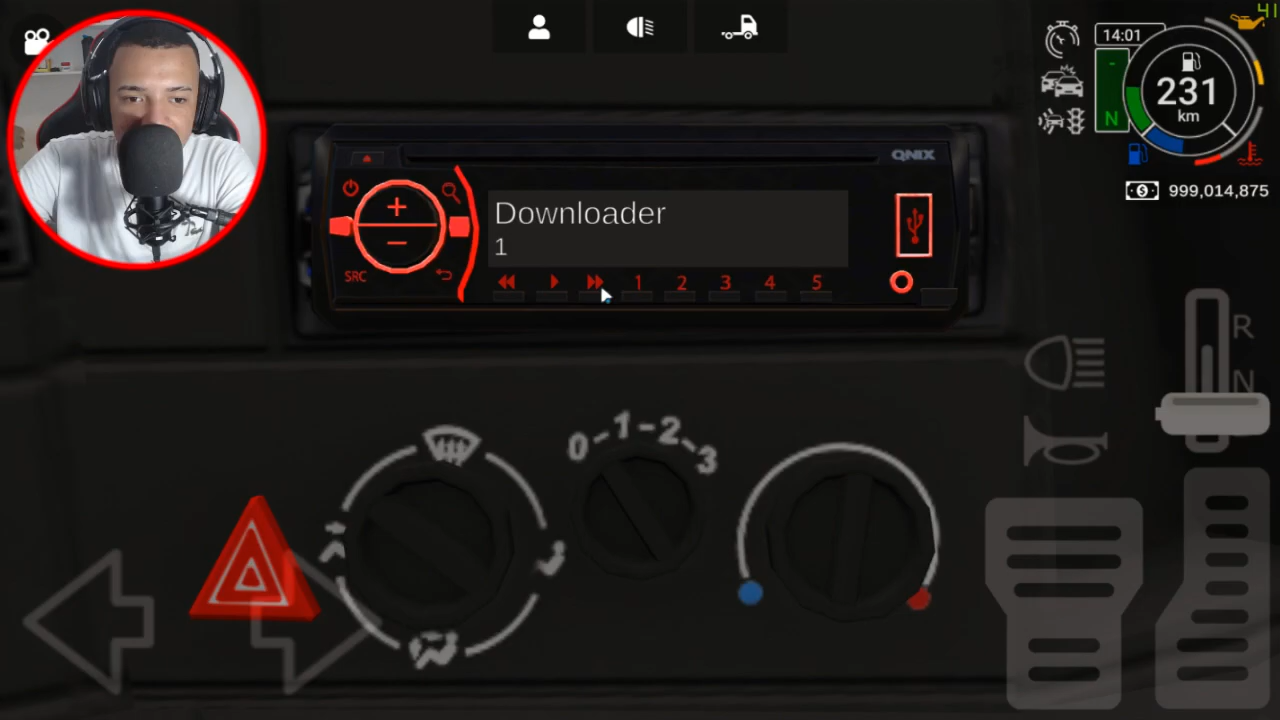 41
14:01
-
N
231
km
999,014,875
QNIX
+
-
SRC
Downloader
1
1 2 3 4 5
R
N
0-1-2-3